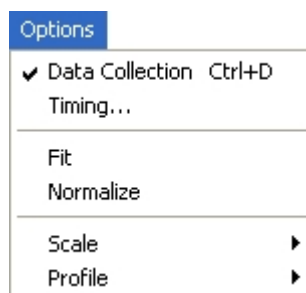 Options
Data Collection Ctrl+D
Timing...
Fit
Normalize
Scale
Profile